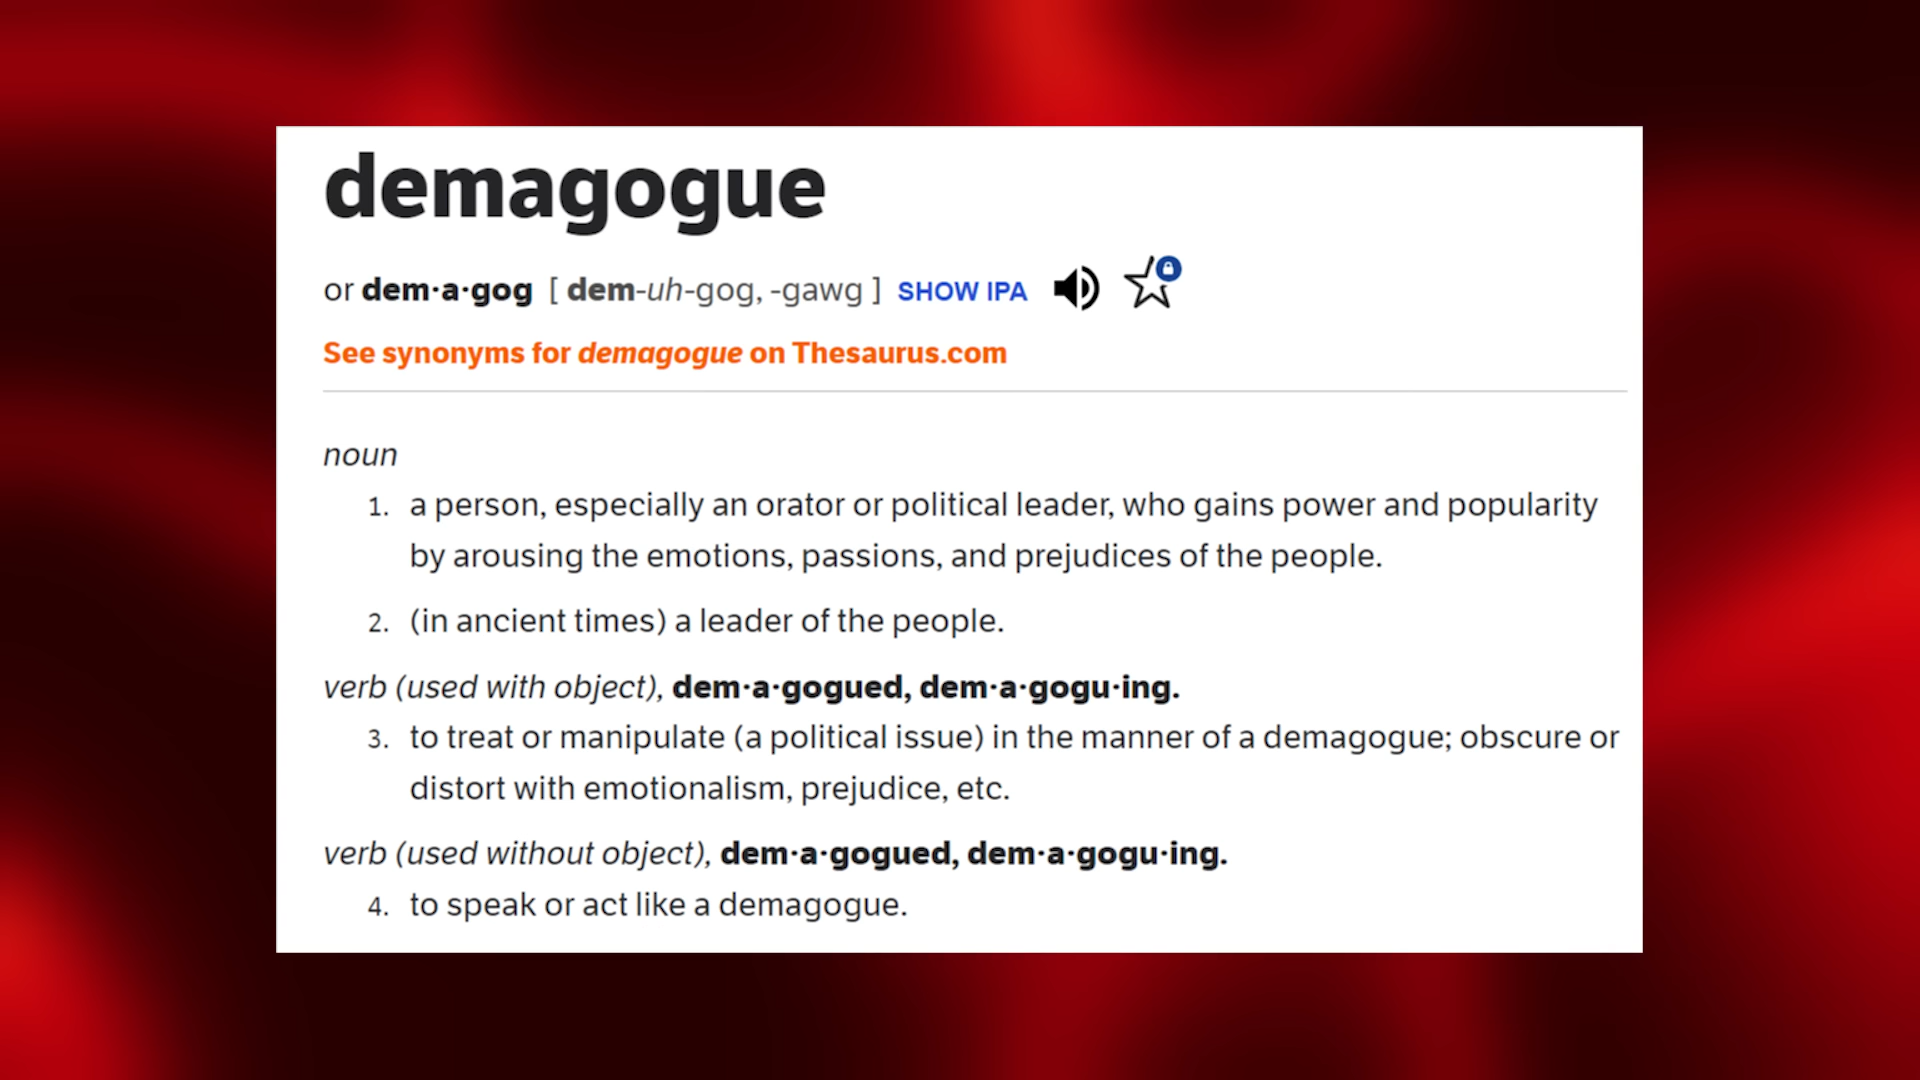 demagogue
or dem·a·gog [ dem-uh-gog, -gawg ] SHOW IPA
See synonyms for demagogue on Thesaurus.com
noun
1. a person, especially an orator or political leader, who gains power and popularity
by arousing the emotions, passions, and prejudices of the people.
2. (in ancient times) a leader of the people.
verb (used with object), dem·a·gogued, dem·a·gogu·ing.
3. to treat or manipulate (a political issue) in the manner of a demagogue; obscure or
distort with emotionalism, prejudice, etc.
verb (used without object), dem·a·gogued, dem·a·gogu·ing.
4. to speak or act like a demagogue.